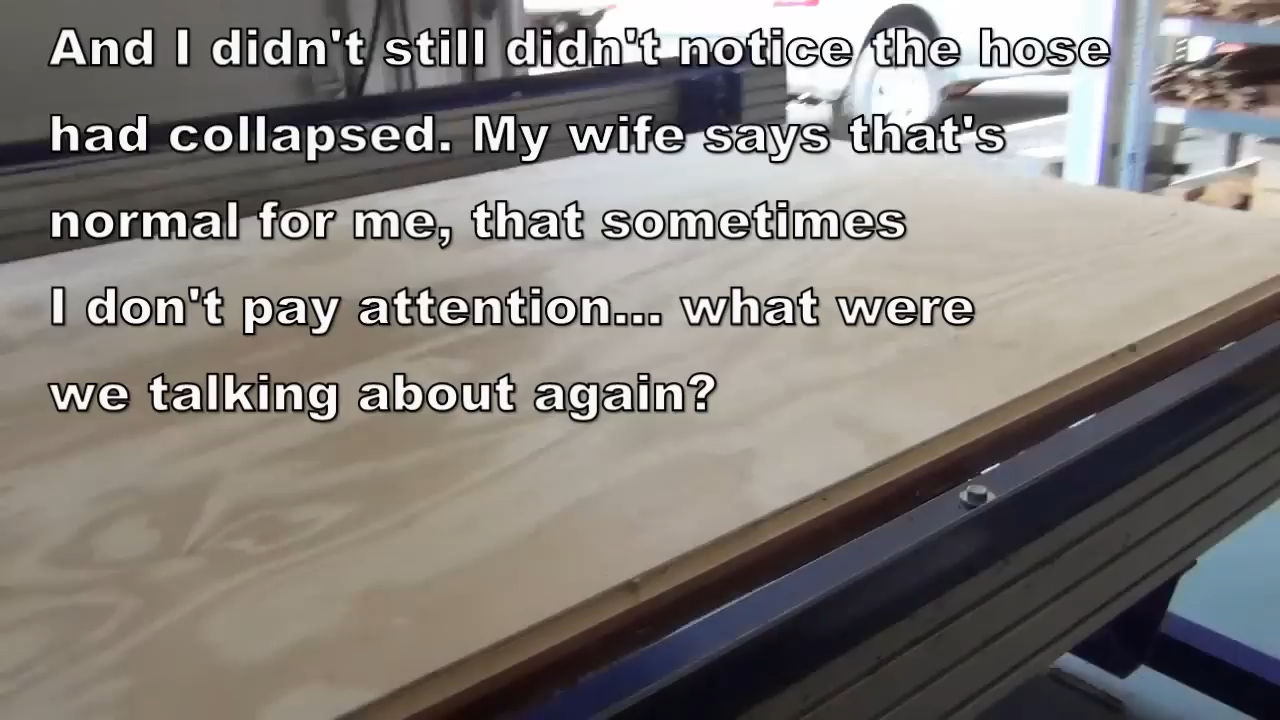 And I didn't still didn't notice the hose
had collapsed. My wife says that's
normal for me, that sometimes
I don't pay attention... what were
we talking about again?